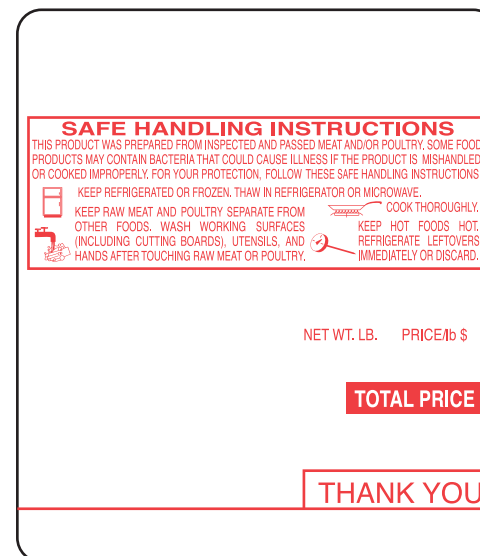 SAFE HANDLING INSTRUCTIONS
THIS PRODUCT WAS PREPARED FROM INSPECTED AND PASSED MEAT AND/OR POULTRY. SOME FOOD
PRODUCTS MAY CONTAIN BACTERIA THAT COULD CAUSE ILLNESS IF THE PRODUCT IS MISHANDLED
OR COOKED IMPROPERLY. FOR YOUR PROTECTION, FOLLOW THESE SAFE HANDLING INSTRUCTIONS
KEEP REFRIGERATED OR FROZEN, THAW IN REFRIGERATOR OR MICROWAVE.
KEEP RAW MEAT AND POULTRY SEPARATE FROM
OTHER FOODS. WASH WORKING SURFACES
(INCLUDING CUTTING BOARDS), UTENSILS, AND
HANDS AFTER TOUCHING RAW MEAT OR POULTRY.
COOK THOROUGHLY.
KEEP HOT FOODS HOT.
REFRIGERATE LEFTOVERS
IMMEDIATELY OR DISCARD.
NET WT. LB. PRICE/lb $
TOTAL PRICE
THANK YOU